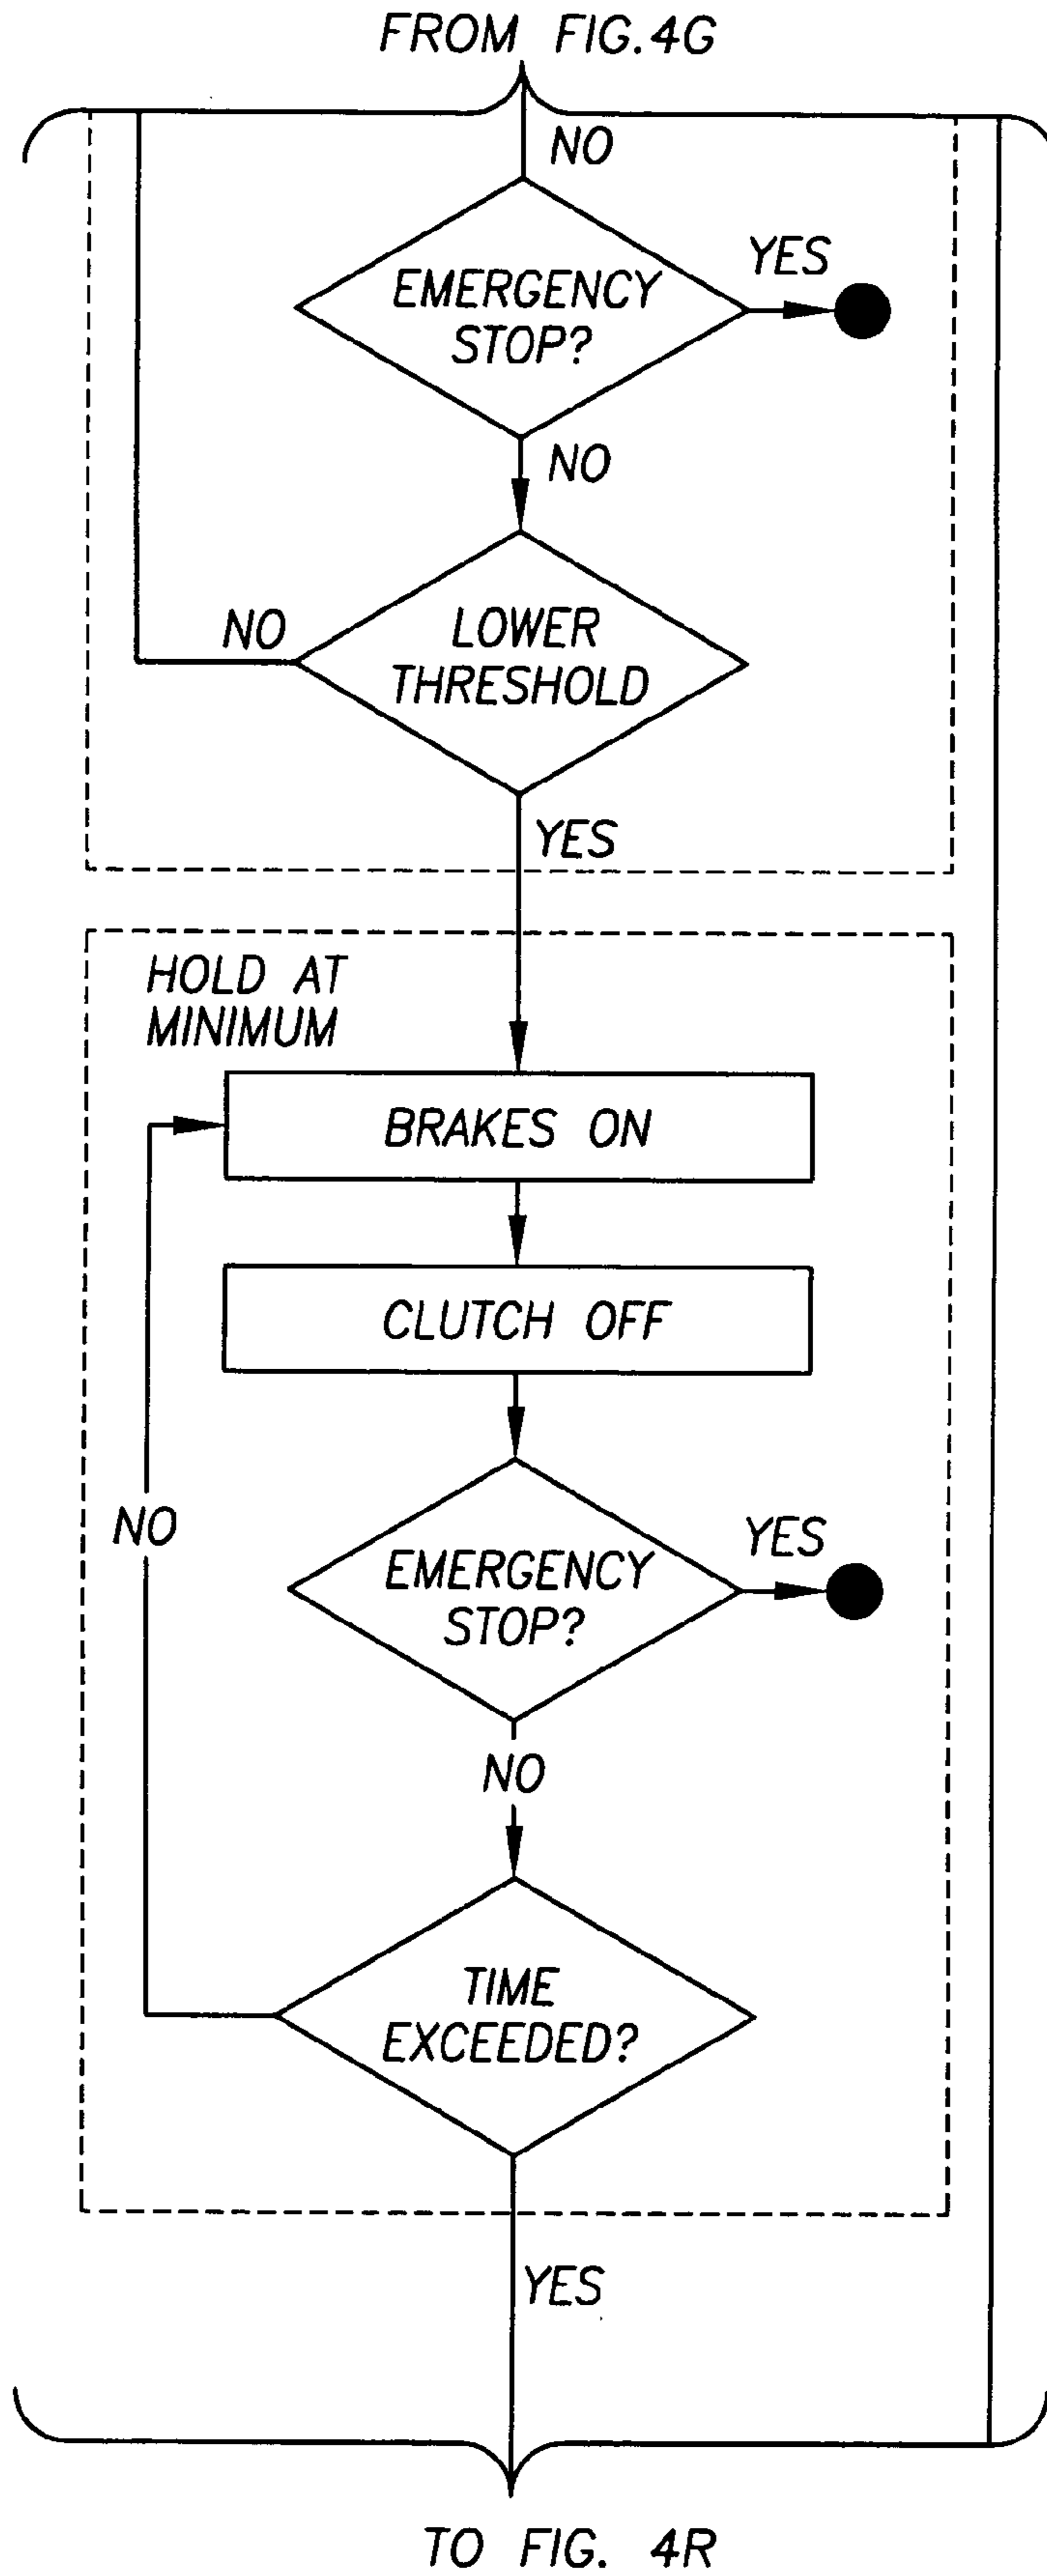 FROM FIG.4G
NO
EMERGENCY
STOP?
YES
NO
LOWER
THRESHOLD
NO
YES
HOLD AT
MINIMUM
BRAKES ON
CLUTCH OFF
NO
EMERGENCY
STOP?
YES
NO
TIME
EXCEEDED?
YES
TO FIG. 4R